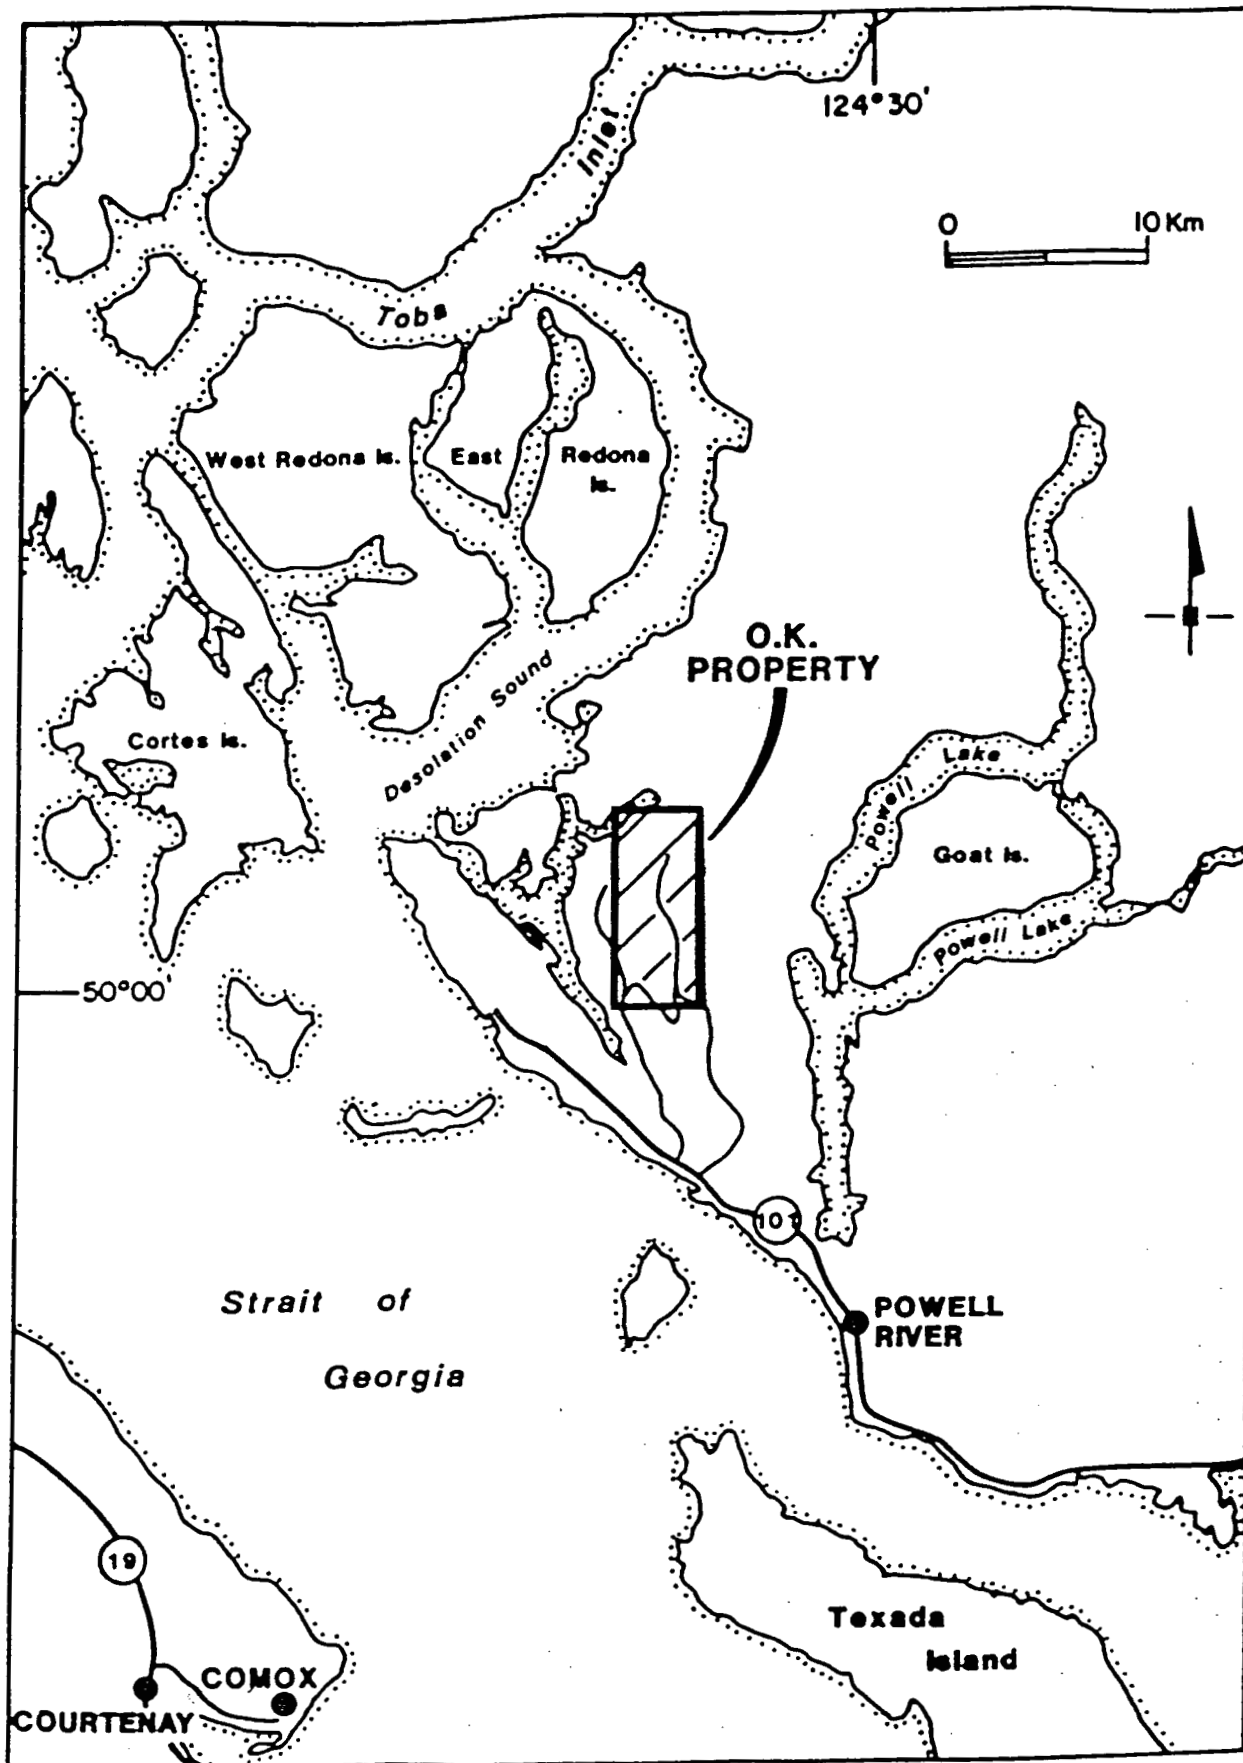 124°30'
Inlet
0 10 Km
Toba
West Redona Is.
East
Redona
Is.
O.K.
PROPERTY
Desolation Sound
Cortes Is.
Powell Lake
Goat Is.
Powell Lake
50°00'
101
POWELL
RIVER
Strait of
Georgia
19
Texada
Island
COMOX
COURTENAY